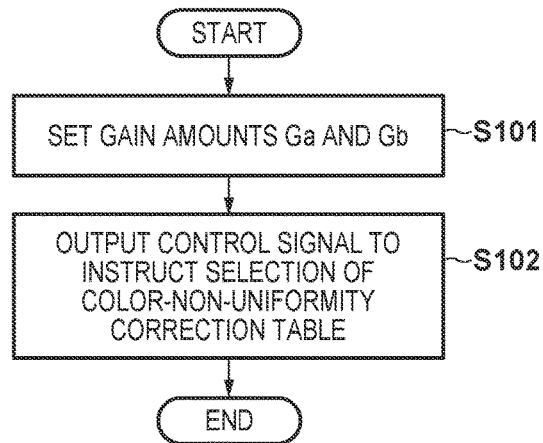 START
SET GAIN AMOUNTS Ga AND Gb
S101
OUTPUT CONTROL SIGNAL TO
INSTRUCT SELECTION OF
COLOR-NON-UNIFORMITY
CORRECTION TABLE
S102
END